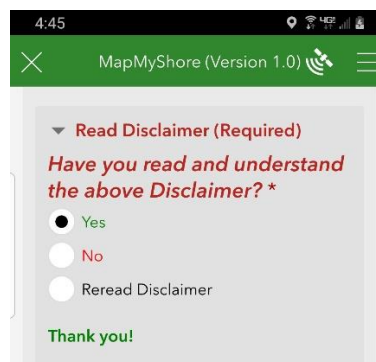 4:45
4GE
MapMyShore (Version 1.0)
Read Disclaimer (Required)
Have you read and understand
the above Disclaimer? *
Yes
No
Reread Disclaimer
Thank you!